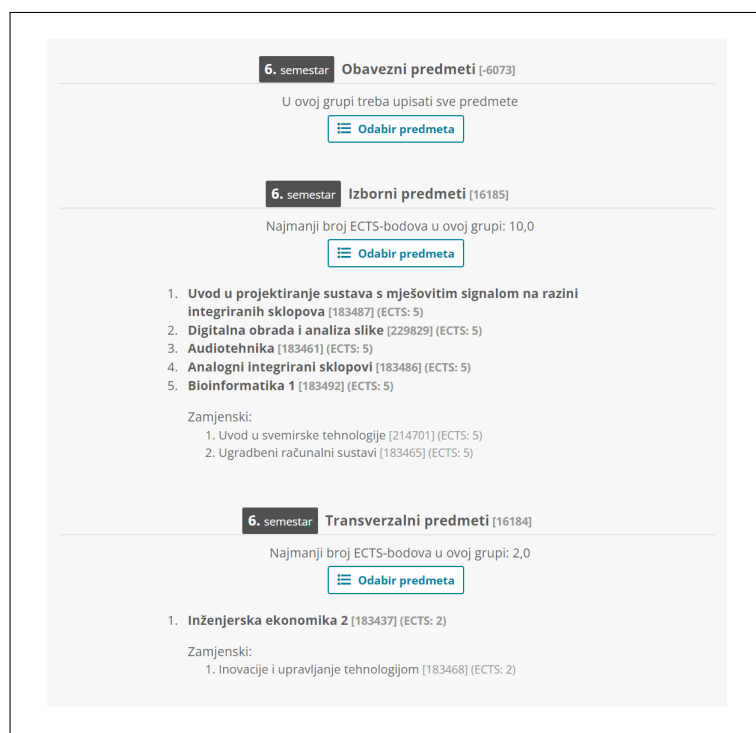 6. semestar Obavezni predmeti [-6073]
U ovoj grupi treba upisati sve predmete
Odabir predmeta
6. semestar Izborni predmeti [16185]
Najmanji broj ECTS-bodova u ovoj grupi: 10,0
Odabir predmeta
1. Uvod u projektiranje sustava s mješovitim signalom na razini
integriranih sklopova [183487] (ECTS: 5)
2. Digitalna obrada i analiza slike [229829] (ECTS: 5)
3. Audiotehnika [183461] (ECTS: 5)
4. Analogni integrirani sklopovi [183486] (ECTS: 5)
5. Bioinformatika 1 [183492] (ECTS: 5)
Zamjenski:
1. Uvod u svemirske tehnologije [214701] (ECTS: 5)
2. Ugradbeni računalni sustavi [183465] (ECTS: 5)
6. semestar Transverzalni predmeti [16184]
Najmanji broj ECTS-bodova u ovoj grupi: 2,0
Odabir predmeta
1. Inženjerska ekonomika 2 [183437] (ECTS: 2)
Zamjenski:
1. Inovacije i upravljanje tehnologijom [183468] (ECTS: 2)